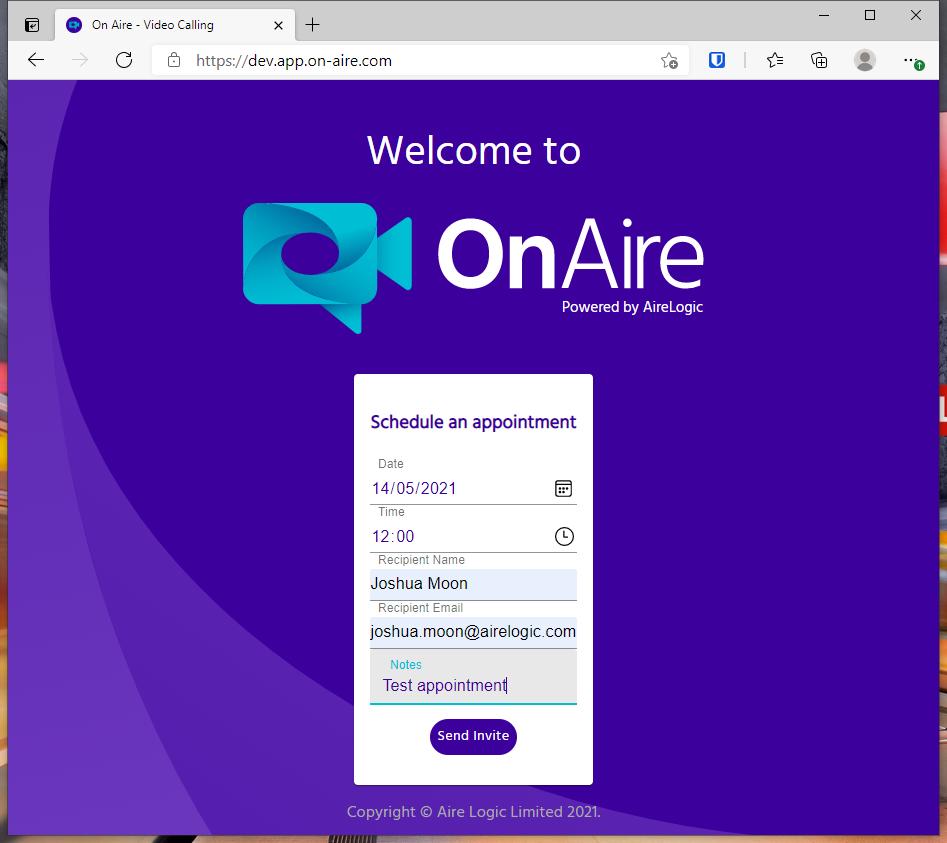 On Aire - Video Calling
https://dev.app.on-aire.com
Welcome to
OnAire
Powered by AireLogic
Schedule an appointment
Date
14/05/2021
Time
12:00
Recipient Name
Joshua Moon
Recipient Email
joshua.moon@airelogic.com
Notes
Test appointment
Send Invite
Copyright © Aire Logic Limited 2021.